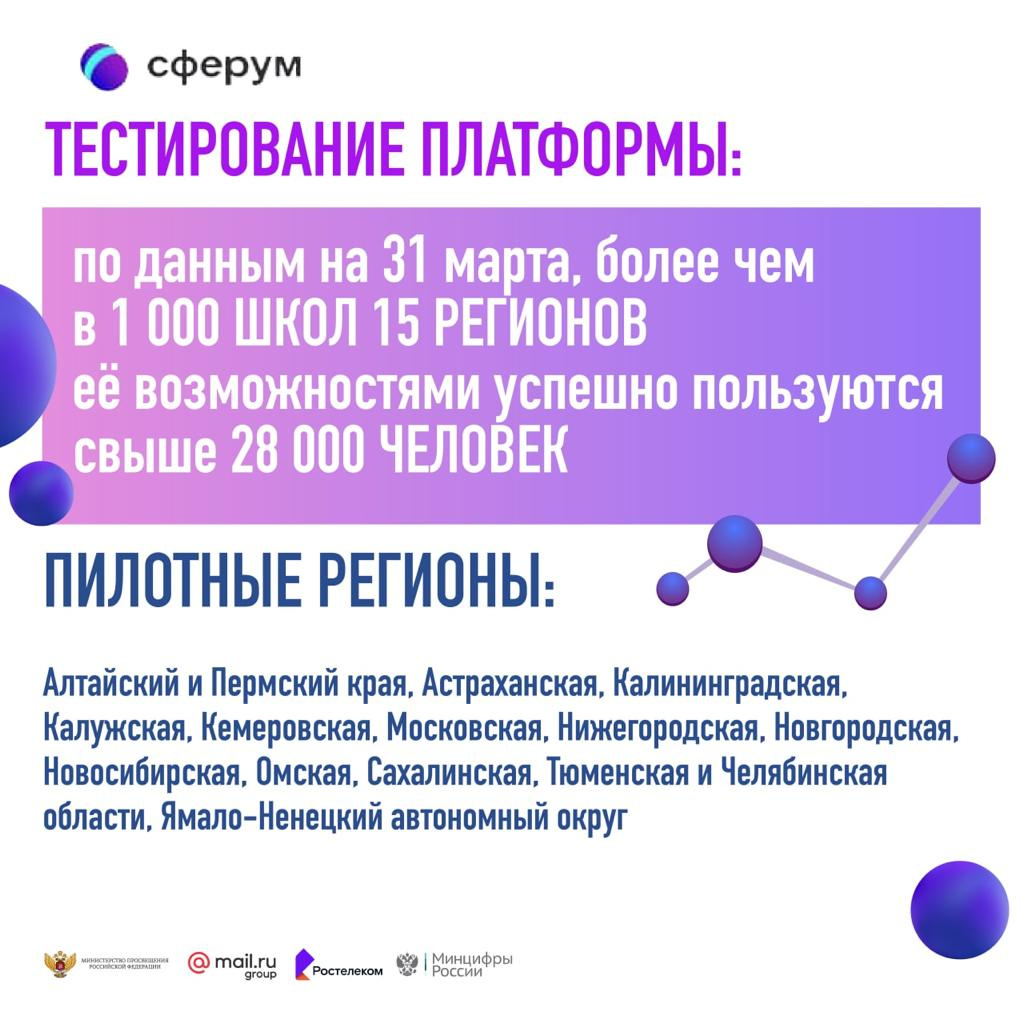 сферум
ТЕСТИРОВАНИЕ ПЛАТФОРМЫ:
по данным на 31 марта, более чем
в 1 000 ШКОЛ 15 РЕГИОНОВ
её возможностями успешно пользуются
свыше 28 000 ЧЕЛОВЕК
ПИЛОТНЫЕ РЕГИОНЫ:
Алтайский и Пермский края, Астраханская, Калининградская,
Калужская, Кемеровская, Московская, Нижегородская, Новгородская,
Новосибирская, Омская, Сахалинская, Тюменская и Челябинская
области, Ямало-Ненецкий автономный округ
МИНИСТЕРСТВО ПРОСВЕЩЕНИЯ
РОССИЙСКОЙ ФЕДЕРАЦИИ
@mail.ru
group
Ростелеком
Минцифры
России